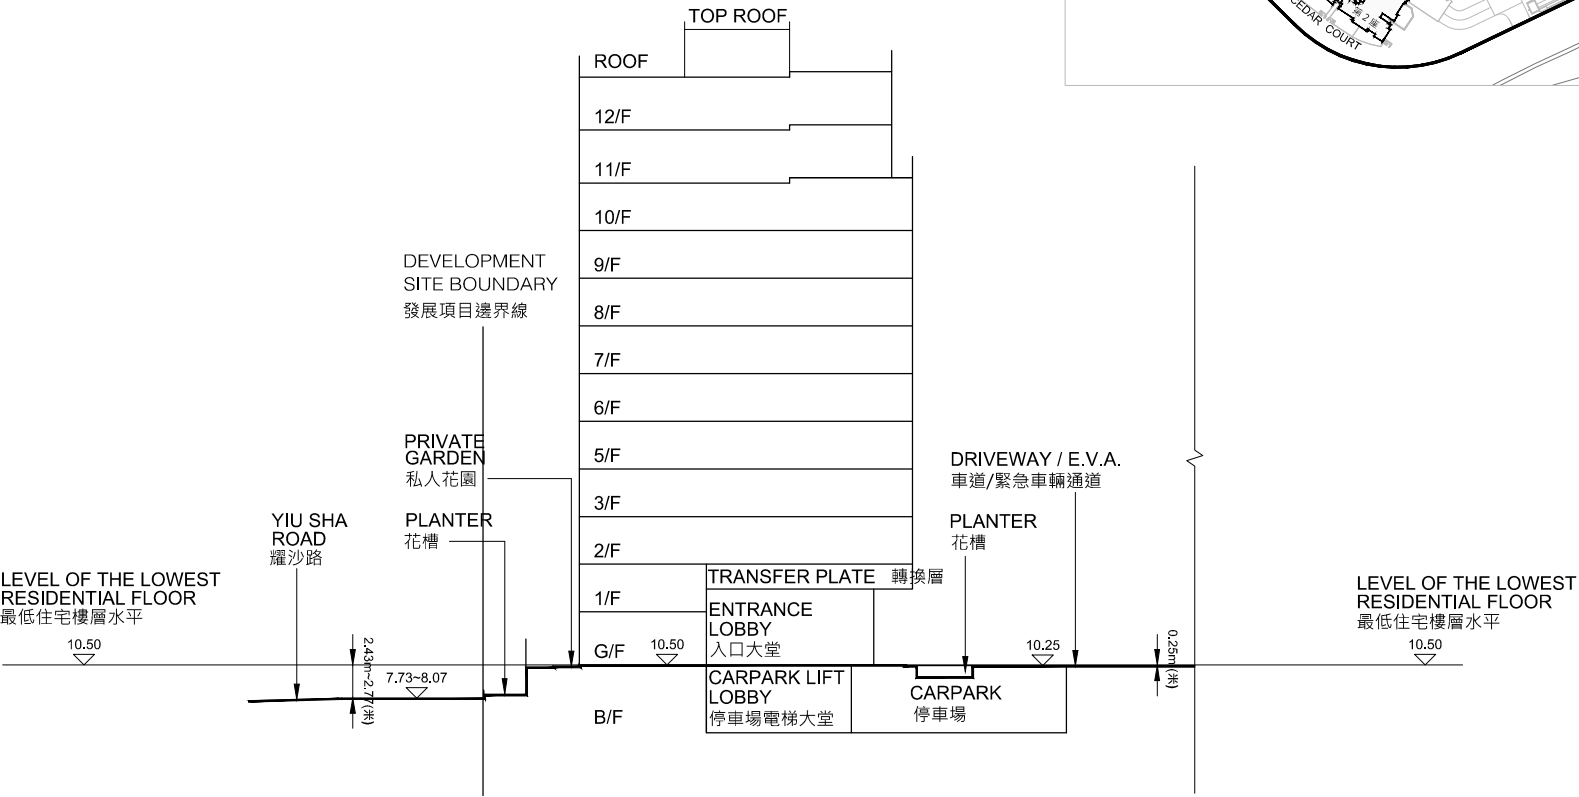 TOP ROOF
ROOF
12/F
11/F
10/F
9/F
8/F
7/F
6/F
5/F
3/F
2/F
1/F
G/F
B/F
CEDAR COURT
第2座
DEVELOPMENT
SITE BOUNDARY
發展項目邊界線
PRIVATE
GARDEN
私人花園
PLANTER
花槽
YIU SHA
ROAD
耀沙路
LEVEL OF THE LOWEST
RESIDENTIAL FLOOR
最低住宅樓層水平
10.50
2.43m~2.77(米)
7.73~8.07
10.50
TRANSFER PLATE 轉換層
ENTRANCE
LOBBY
入口大堂
CARPARK LIFT
LOBBY
停車場電梯大堂
CARPARK
停車場
DRIVEWAY / E.V.A.
車道/緊急車輛通道
PLANTER
花槽
10.25
0.25m(米)
LEVEL OF THE LOWEST
RESIDENTIAL FLOOR
最低住宅樓層水平
10.50